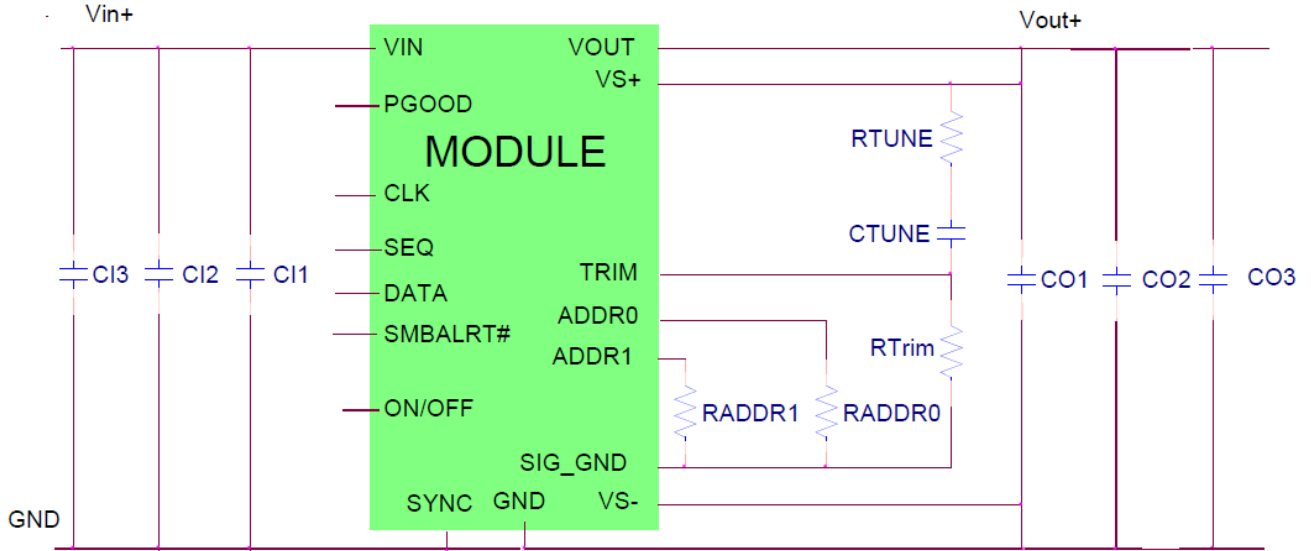 Vin+
Vout+
VIN
VOUT
VS+
PGOOD
MODULE
RTUNE
CLK
CTUNE
SEQ
TRIM
CI3
CI2
CI1
CO1
CO2
CO3
DATA
ADDR0
SMBALRT#
ADDR1
RTrim
ON/OFF
RADDR1
RADDR0
SIG_GND
SYNC
GND
VS-
GND